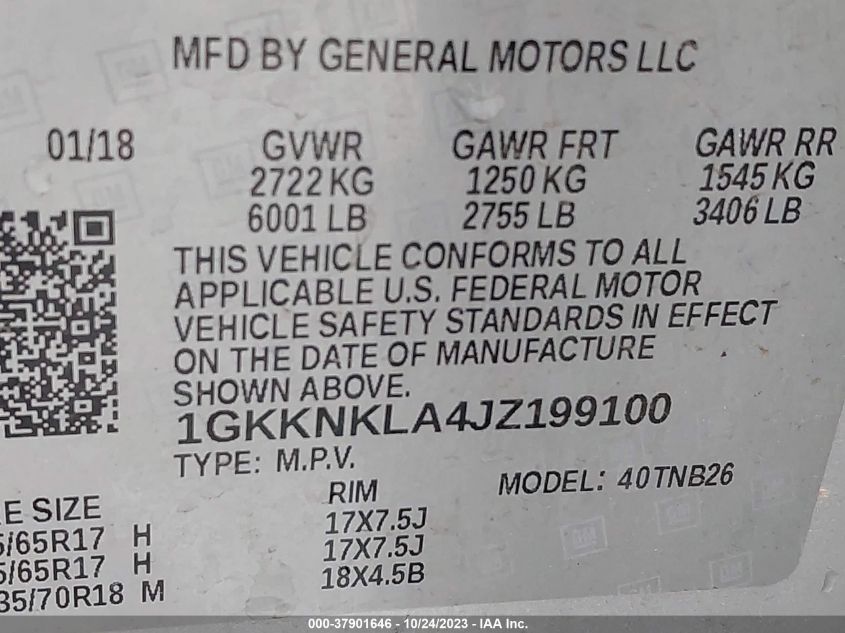 MFD BY GENERAL MOTORS LLC
01/18 GVWR GAWR FRT GAWR RR
2722 KG 1250 KG 1545 KG
6001 LB 2755 LB 3406 LB
THIS VEHICLE CONFORMS TO ALL
APPLICABLE U.S. FEDERAL MOTOR
VEHICLE SAFETY STANDARDS IN EFFECT
ON THE DATE OF MANUFACTURE
SHOWN ABOVE.
1GKKNKLA4JZ199100
TYPE: M.P.V. MODEL: 40TNB26
E SIZE RIM
5/65R17 H 17X7.5J
5/65R17 H 17X7.5J
35/70R18 M 18X4.5B
000-37901646 - 10/24/2023 - IAA Inc.